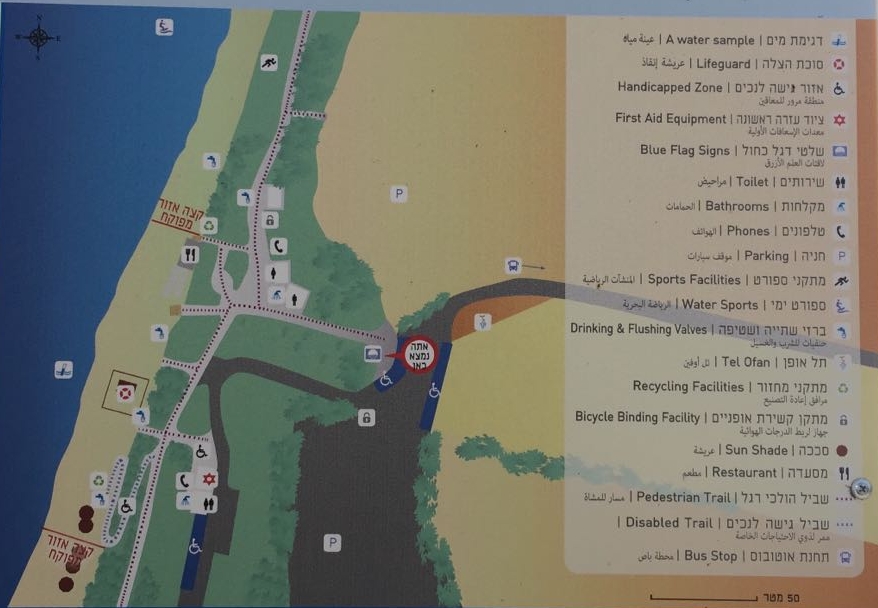 N
W E
S
קצה אזור
מפוקח
אתה
נמצא
כאן
קצה אזור
מפוקח
P
P
דגימת מים | A water sample | عينة مياه
סוכת הצלה | Lifeguard | عريشة إنقاذ
אזור גישה לנכים | Handicapped Zone
منطقة مرور للمعاقين
ציוד עזרה ראשונה | First Aid Equipment
معدات الإسعافات الأولية
שלטי דגל כחול | Blue Flag Signs
لافتات العلم الأزرق
שירותים | Toilet | مراحيض
מקלחות | Bathrooms | الحمامات
טלפונים | Phones | الهواتف
חניה | Parking | موقف سيارات
P
מתקני ספורט | Sports Facilities | المنشآت الرياضية
ספורט ימי | Water Sports | الرياضة البحرية
ברזי שתייה ושטיפה | Drinking & Flushing Valves
حنفيات للشرب والغسيل
תל אופן | Tel Ofan | تل أوفين
מתקני מחזור | Recycling Facilities
مرافق إعادة التصنيع
מתקן קשירת אופניים | Bicycle Binding Facility
جهاز لربط الدرجات الهوائية
סככה | Sun Shade | عريشة
מסעדה | Restaurant | مطعم
שביל הולכי רגל | Pedestrian Trail | مسار للمشاة
שביל גישה לנכים | Disabled Trail |
ممر لذوي الاحتياجات الخاصة
תחנת אוטובוס | Bus Stop | محطة باص
50 מטר